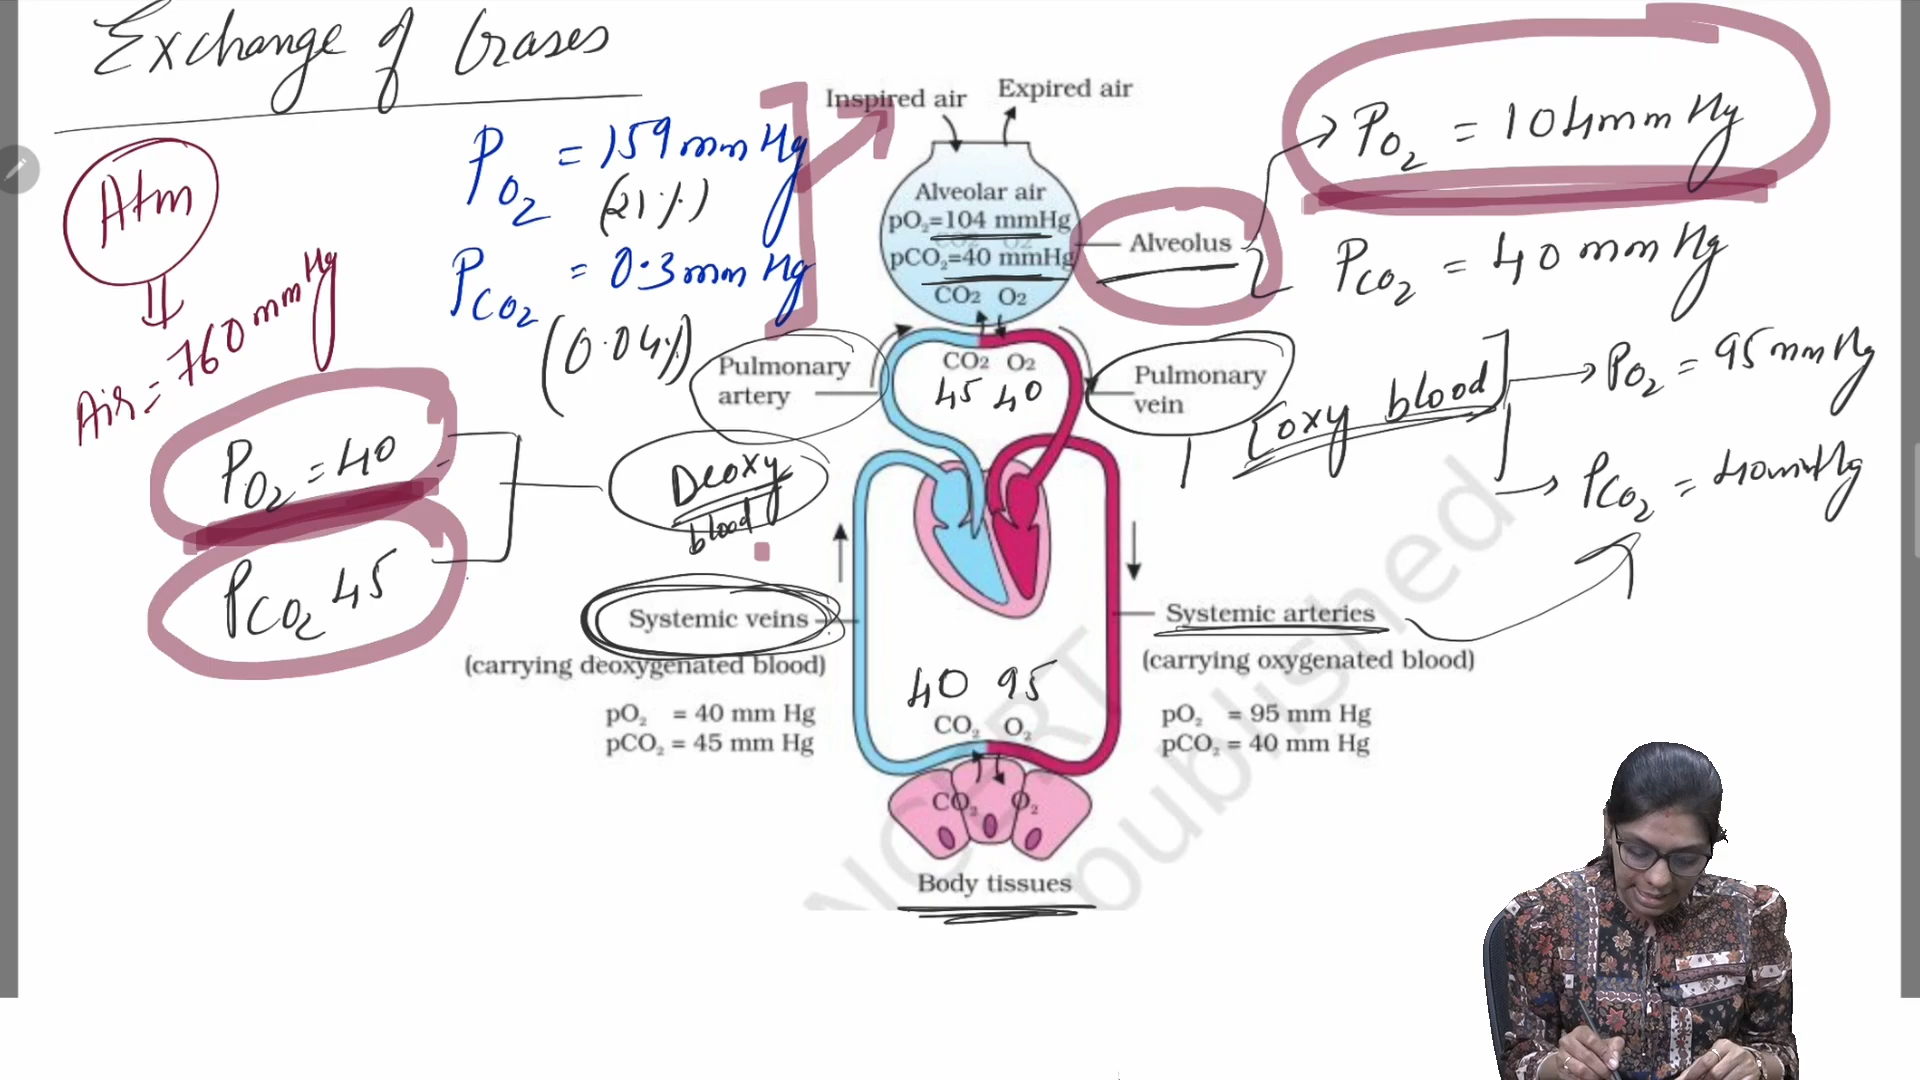 Exchange of Gases
Atm
Air = 760 mm Hg
PO2 = 159 mm Hg
(21%)
PCO2 = 0.3 mm Hg
(0.04%)
Inspired air
Expired air
Alveolar air
pO2=104 mmHg
pCO2=40 mmHg
CO2 O2
Alveolus
PO2 = 104 mm Hg
PCO2 = 40 mm Hg
Pulmonary
artery
CO2 O2
45 40
Pulmonary
vein
[oxy blood]
PO2 = 95 mm Hg
PCO2 = 40 mm Hg
PO2 = 40
PCO2 45
Deoxy
blood
Systemic veins
(carrying deoxygenated blood)
pO2 = 40 mm Hg
pCO2 = 45 mm Hg
Systemic arteries
(carrying oxygenated blood)
pO2 = 95 mm Hg
pCO2 = 40 mm Hg
40 95
CO2 O2
CO2 O2
Body tissues
NCERT
published